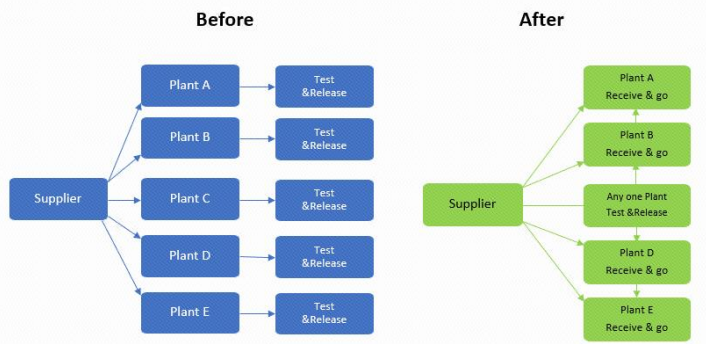 Before
After
Supplier
Plant A
Test
&Release
Plant B
Test
&Release
Plant C
Test
&Release
Plant D
Test
&Release
Plant E
Test
&Release
Supplier
Plant A
Receive & go
Plant B
Receive & go
Any one Plant
Test &Release
Plant D
Receive & go
Plant E
Receive & go